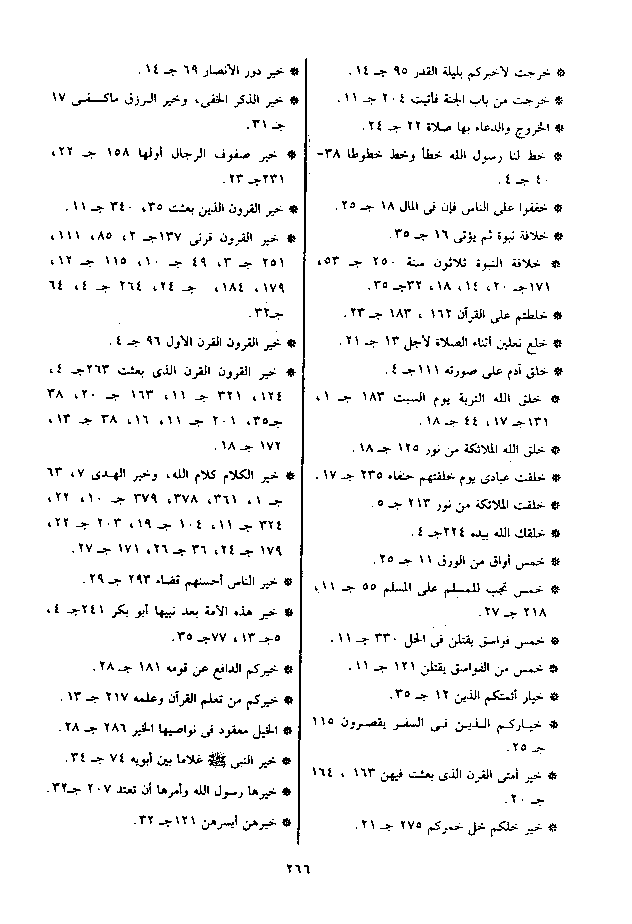 * خرجت لأخبركم بليلة القدر ٩٥ جـ ١٤.
* خرجت من باب الجنة فأتيت ٢٠٤ جـ ١١.
* الخروج والدعاء بها صلاة ٢٢ جـ ٢٤.
* خط لنا رسول الله خطأ وخط خطوطا ٣٨-
٤٠ جـ ٤.
* خففوا على الناس فإن فى المال ١٨ جـ ٢٥.
* خلافة نبوة ثم يؤتى ١٦ جـ ٣٥.
* خلافة النبوة ثلاثون سنة ٢٥٠ جـ ٥٣،
١٧١جـ ٢٠، ١٤، ١٨، ٣٢جـ ٣٥.
* خلطتم على القرآن ١٦٢ ، ١٨٣ جـ ٢٣.
* خلع نعلين أثناء الصلاة لأجل ١٣ جـ ٢١.
* خلق آدم على صورته ١١١جـ ٤.
* خلق الله التربة يوم السبت ١٨٣ جـ ١،
١٣١جـ ١٧، ٤٤ جـ ١٨.
* خلق الله الملائكة من نور ١٢٥ جـ ١٨.
* خلقت عبادى يوم خلقتهم حنفاء ٢٣٥ جـ ١٧.
* خلقت الملائكة من نور ٢١٣ جـ ٥.
* خلقك الله بيده ٢٢٤جـ ٤.
* خمس أواق من الورق ١١ جـ ٢٥.
* خمس تجب للمسلم على المسلم ٥٥ جـ ١١،
٢١٨ جـ ٢٧.
* خمس فواسق يقتلن فى الحل ٣٣٠ جـ ١١.
* خمس من الفواسق يقتلن ١٢١ جـ ١١.
* خيار أئمتكم الذين ١٢ جـ ٣٥.
* خياركم الذين فى السفر يقصرون ١١٥
جـ ٢٥.
* خير أمتى القرن الذى بعثت فيهن ١٦٣ ، ١٦٤
جـ ٢٠.
* خير خلكم خل خمركم ٢٧٥ جـ ٢١.
* خير دور الأنصار ٦٩ جـ ١٤.
* خير الذكر الخفى، وخير الرزق ماكفى ١٧
جـ ٣١.
* خير صفوف الرجال أولها ١٥٨ جـ ٢٢،
٢٣١جـ ٢٣.
* خير القرون الذين بعثت ٣٥، ٣٤٠ جـ ١١.
* خير القرون قرنى ١٣٧جـ ٢، ٨٥، ١١١،
٢٥١ جـ ٣، ٤٩ جـ ١٠، ١١٥ جـ ١٢،
١٧٩، ١٨٤، جـ ٢٤، ٢٦٤ جـ ٤، ٦٤
جـ٣٢.
* خير القرون القرن الأول ٩٦ جـ ٤.
* خير القرون القرن الذى بعثت ٢٦٣جـ ٤،
١٢٤، ٣٢١ جـ ١١، ١٦٣ جـ ٢٠، ٣٨
جـ٣٥، ٢٠١ جـ ١١، ١٦، ٣٨ جـ ١٣،
١٧٢ جـ ١٨.
* خير الكلام كلام الله، وخير الهدى ٧، ٦٣
جـ ١، ٣٦١، ٣٧٨، ٣٧٩ جـ ١٠، ٢٢،
٣٢٤ جـ ١١، ١٠٤ جـ ١٩، ٢٠٣ جـ ٢٢،
١٧٩ جـ ٢٤، ٣٦ جـ ٢٦، ١٧١ جـ ٢٧.
* خير الناس أحسنهم قضاء ٢٩٣ جـ ٢٩.
* خير هذه الأمة بعد نبيها أبو بكر ٢٤١جـ ٤،
٥جـ ١٣، ٧٧جـ ٣٥.
* خيركم الدافع عن قومه ١٨١ جـ ٢٨.
* خيركم من تعلم القرآن وعلمه ٢١٧ جـ ١٣.
* الخيل معقود فى نواصيها الخير ٢٨٦ جـ ٢٨.
* خير النبى ﷺ غلاما بين أبويه ٧٤ جـ ٣٤.
* خيرها رسول الله وأمرها أن تعتد ٢٠٧ جـ٣٢.
* خيرهن أيسرهن ١٢١جـ ٣٢.
٢٦٦